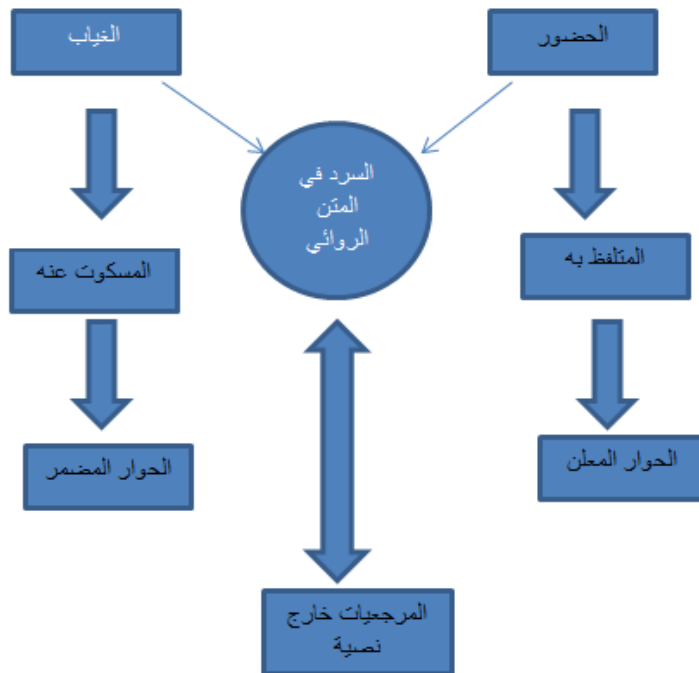 الحضور
الغياب
السرد في
المتن
الروائي
المتلفظ به
المسكوت عنه
الحوار المعلن
الحوار المضمر
المرجعيات خارج
نصية